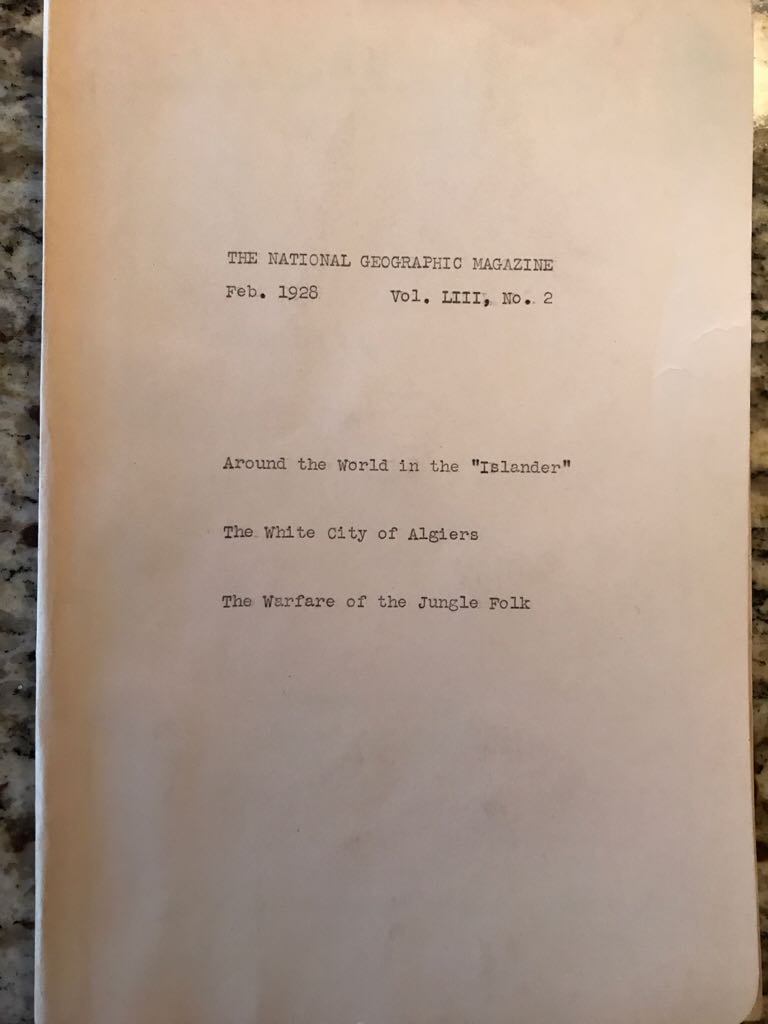 THE NATIONAL GEOGRAPHIC MAGAZINE
Feb. 1928 Vol. LIII, No. 2
Around the World in the "Islander"
The White City of Algiers
The Warfare of the Jungle Folk